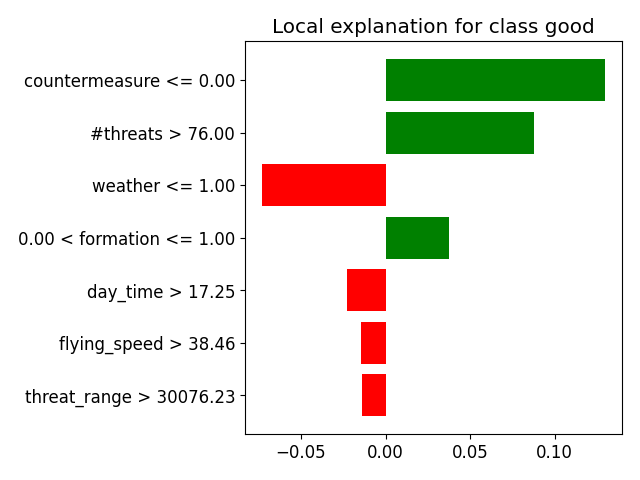 Local explanation for class good
countermeasure <= 0.00
#threats > 76.00
weather <= 1.00
0.00 < formation <= 1.00
day_time > 17.25
flying_speed > 38.46
threat_range > 30076.23
−0.05 0.00 0.05 0.10